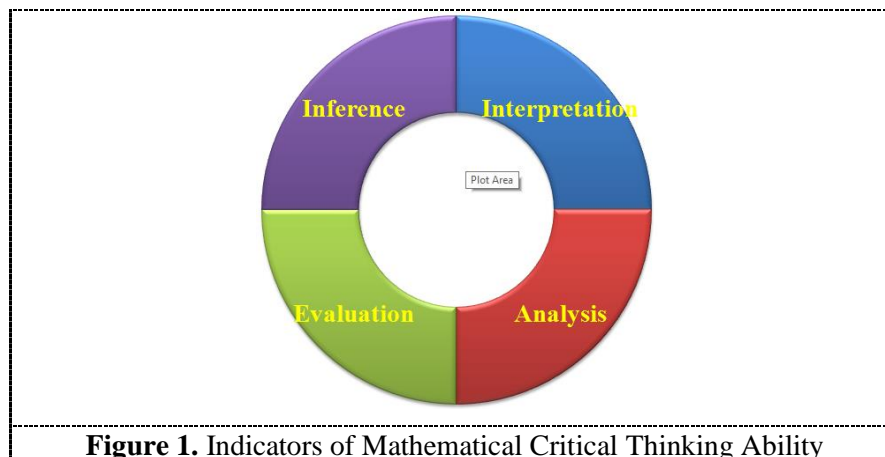 Inference
Interpretation
Plot Area
Evaluation
Analysis
Figure 1. Indicators of Mathematical Critical Thinking Ability